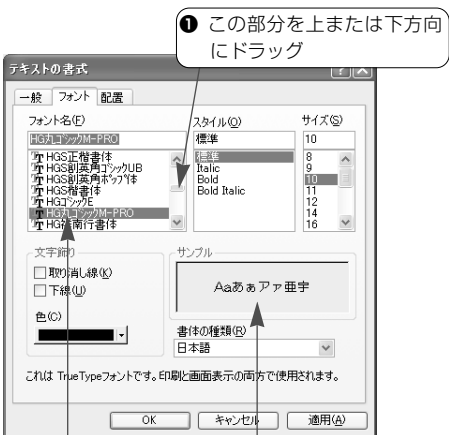 ❶ この部分を上または下方向
にドラッグ
テキストの書式
一般 フォント 配置
フォント名(F) スタイル(O) サイズ(S)
HG丸ゴシックM-PRO 標準 10
HGS正楷書体 標準 8
HGS創英角ゴシックUB Italic 9
HGS創英角ポップ体 Bold 10
HGS楷書体 Bold Italic 11
HGゴシックE 12
HG丸ゴシックM-PRO 14
行書体 16
文字飾り サンプル
取り消し線(K)
下線(U)
Aaあぁアァ亜宇
色(C)
書体の種類(R)
日本語
これは TrueTypeフォントです。印刷と画面表示の両方で使用されます。
OK キャンセル 適用(A)